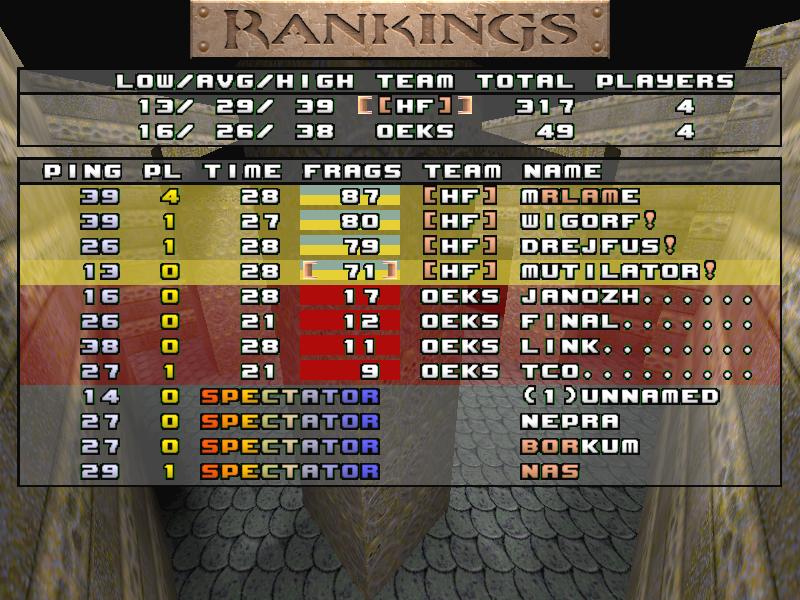 RANKINGS
LOW/AVG/HIGH TEAM TOTAL PLAYERS
13/ 29/ 39 [[HF]] 317 4
16/ 26/ 38 OEKS 49 4
PING PL TIME FRAGS TEAM NAME
39 4 28 87 [HF] MRLAME
39 1 27 80 [HF] WIGORF!
26 1 28 79 [HF] DREJFUS!
13 0 28 [71] [HF] MUTILATOR!
16 0 28 17 OEKS JANOZH......
26 0 21 12 OEKS FINAL.......
38 0 28 11 OEKS LINK........
27 1 21 9 OEKS TCO.........
14 0 SPECTATOR (1)UNNAMED
27 0 SPECTATOR NEPRA
27 0 SPECTATOR BORKUM
29 1 SPECTATOR NAS